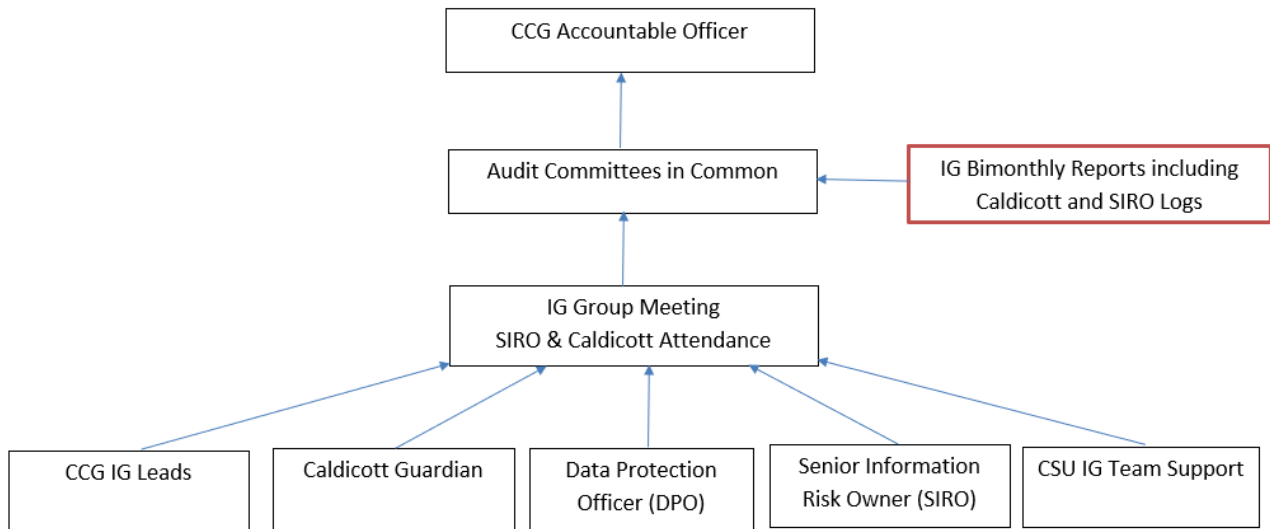 CCG Accountable Officer
Audit Committees in Common
IG Bimonthly Reports including
Caldicott and SIRO Logs
IG Group Meeting
SIRO & Caldicott Attendance
CCG IG Leads
Caldicott Guardian
Data Protection
Officer (DPO)
Senior Information
Risk Owner (SIRO)
CSU IG Team Support